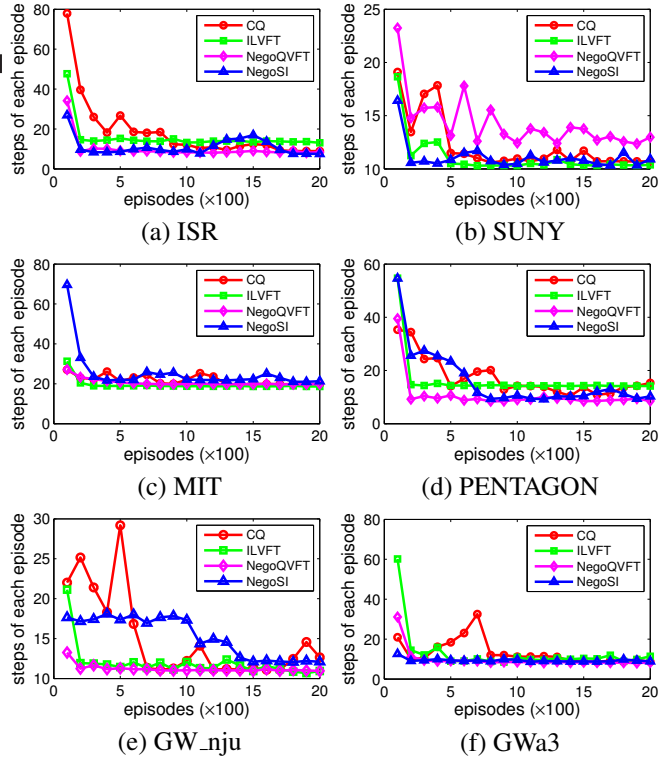 80
60
40
20
0
steps of each episode
0 5 10 15 20
episodes (×100)
CQ
ILVFT
NegoQVFT
NegoSI
(a) ISR
25
20
15
10
steps of each episode
0 5 10 15 20
episodes (×100)
CQ
ILVFT
NegoQVFT
NegoSI
(b) SUNY
80
60
40
20
0
steps of each episode
0 5 10 15 20
episodes (×100)
CQ
ILVFT
NegoQVFT
NegoSI
(c) MIT
60
40
20
0
steps of each episode
0 5 10 15 20
episodes (×100)
CQ
ILVFT
NegoQVFT
NegoSI
(d) PENTAGON
30
25
20
15
10
steps of each episode
0 5 10 15 20
episodes (×100)
CQ
ILVFT
NegoQVFT
NegoSI
(e) GW_nju
80
60
40
20
0
steps of each episode
0 5 10 15 20
episodes (×100)
CQ
ILVFT
NegoQVFT
NegoSI
(f) GWa3